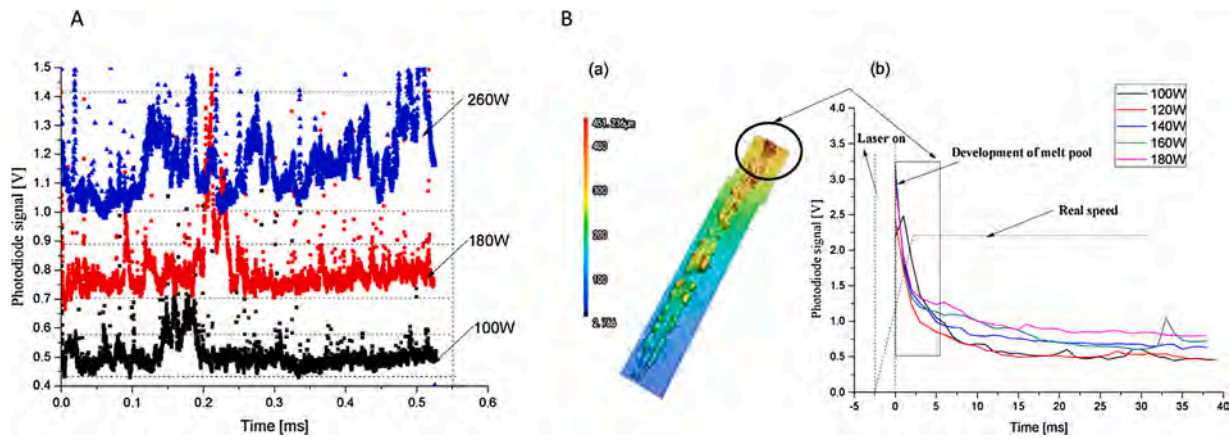 A
B
1.5
1.4
1.3
1.2
1.1
1.0
0.9
0.8
0.7
0.6
0.5
0.4
Photodiode signal [V]
260W
180W
100W
0.0 0.1 0.2 0.3 0.4 0.5 0.6
Time [ms]
(a)
400
300
200
100
(b)
100W
120W
140W
160W
180W
Laser on
Development of melt pool
Real speed
4.0
3.5
3.0
2.5
2.0
1.5
1.0
0.5
0.0
Photodiode signal [V]
-5 0 5 10 15 20 25 30 35 40
Time [ms]